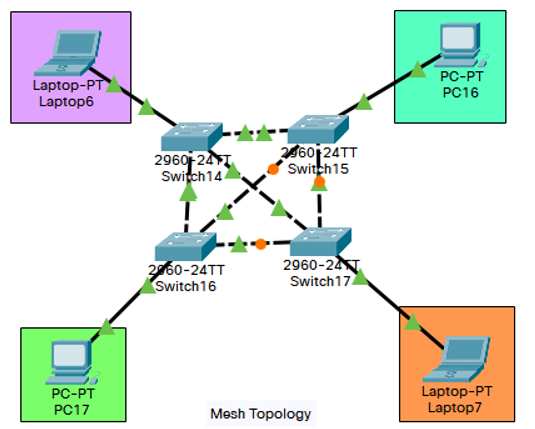 Laptop-PT
Laptop6
PC-PT
PC16
2960-24TT
Switch14
2960-24TT
Switch15
2960-24TT
Switch16
2960-24TT
Switch17
PC-PT
PC17
Laptop-PT
Laptop7
Mesh Topology